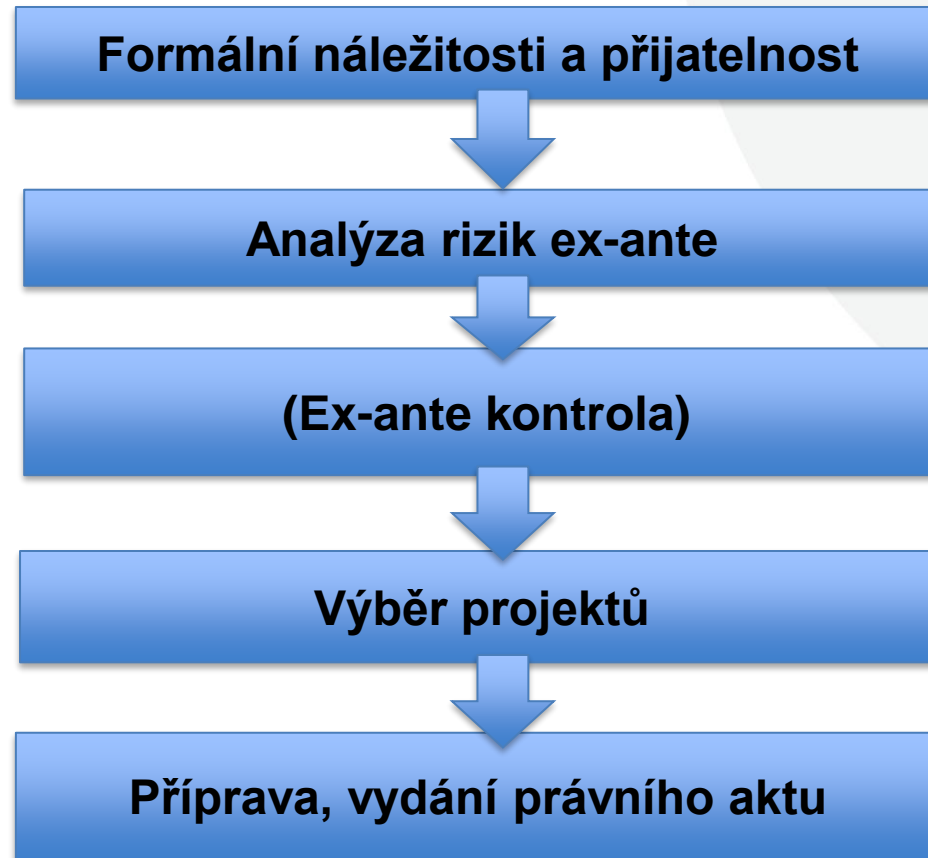 Formální náležitosti a přijatelnost
Analýza rizik ex-ante
(Ex-ante kontrola)
Výběr projektů
Příprava, vydání právního aktu